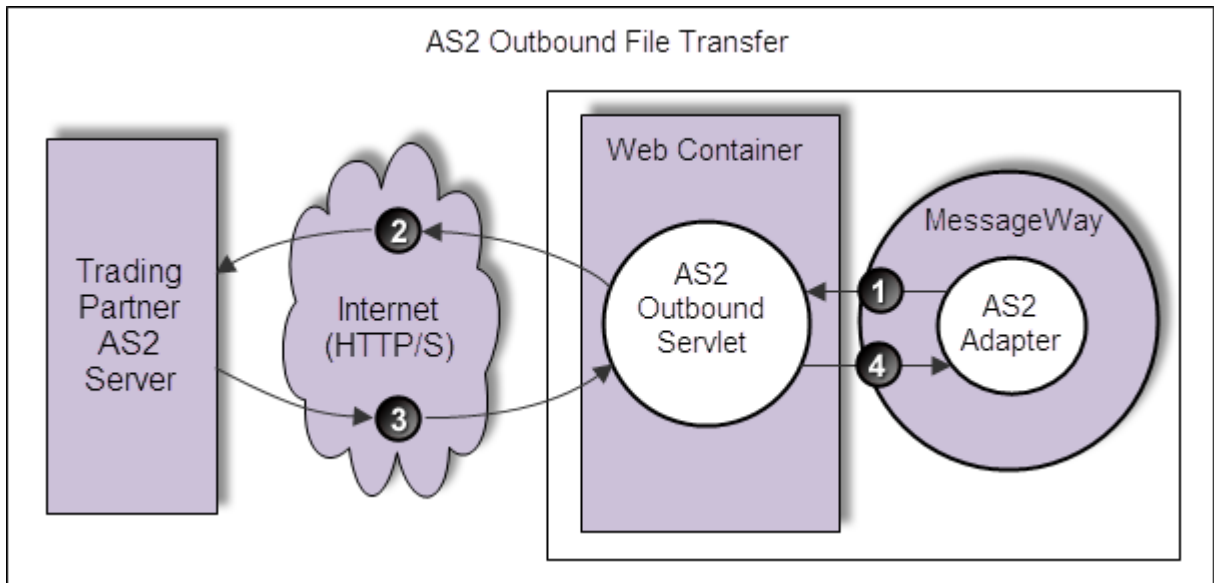 AS2 Outbound File Transfer
Trading
Partner
AS2
Server
2
Internet
(HTTP/S)
3
Web Container
AS2
Outbound
Servlet
MessageWay
1
AS2
Adapter
4